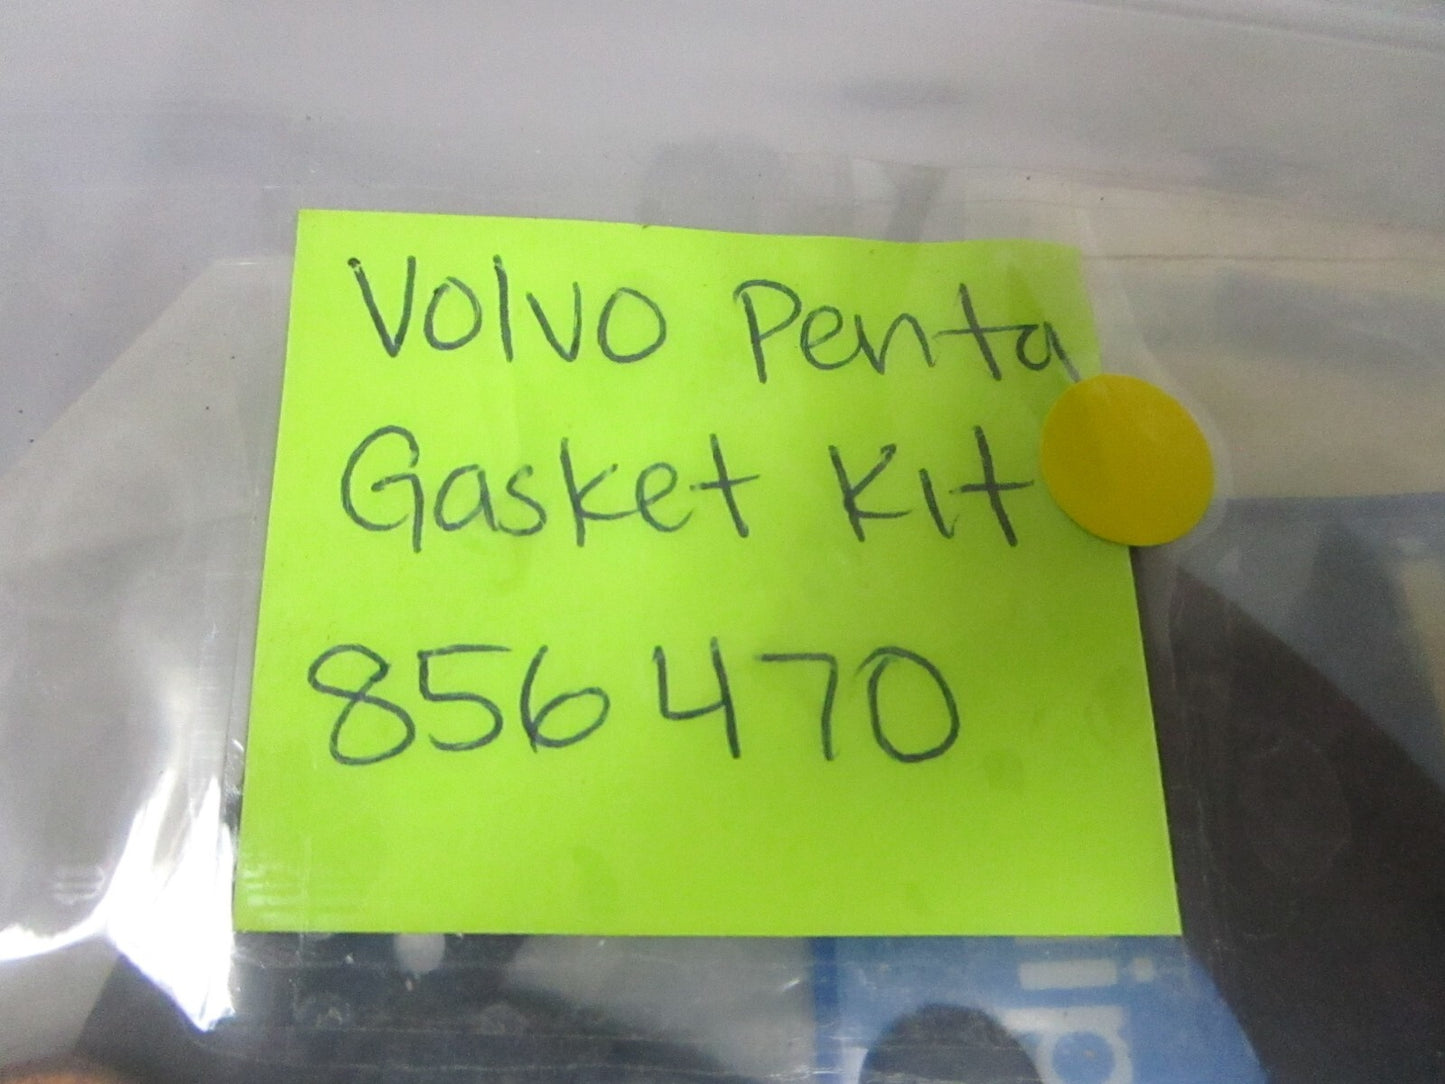 Volvo Penta
Gasket Kit
856470